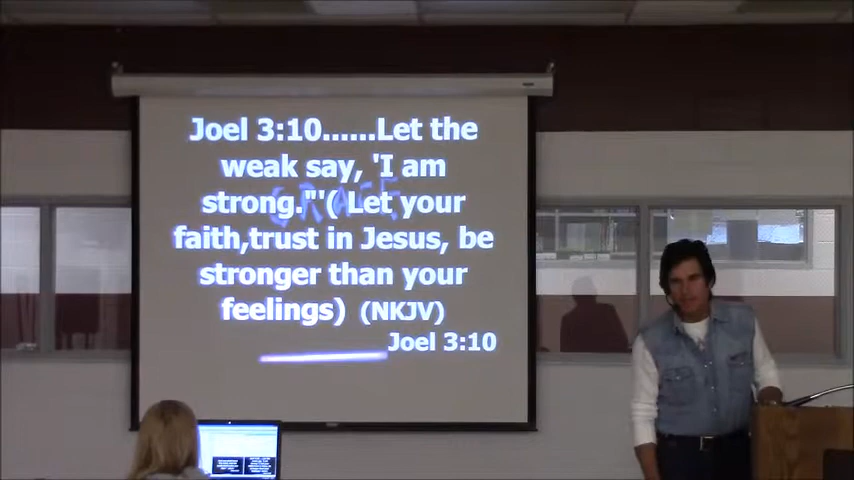 Joel 3:10......Let the
weak say, 'I am
strong."'( Let your
faith,trust in Jesus, be
stronger than your
feelings) (NKJV)
Joel 3:10
GRACE